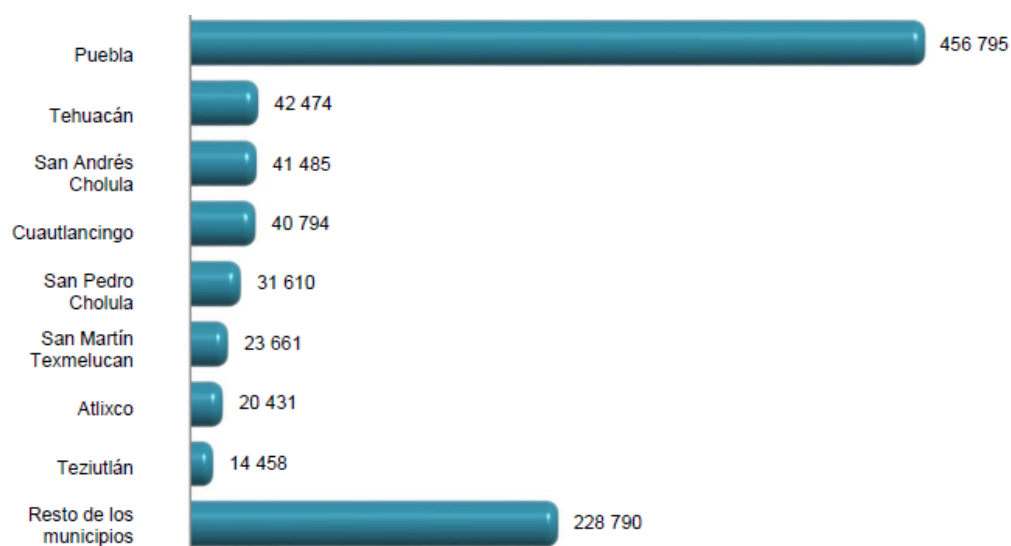 Puebla
456 795
Tehuacán
42 474
San Andrés
Cholula
41 485
Cuautlancingo
40 794
San Pedro
Cholula
31 610
San Martín
Texmelucan
23 661
Atlixco
20 431
Teziutlán
14 458
Resto de los
municipios
228 790